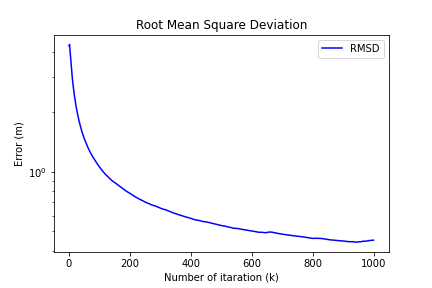 Root Mean Square Deviation
RMSD
Error (m)
10⁰
0
200
400
600
800
1000
Number of itaration (k)